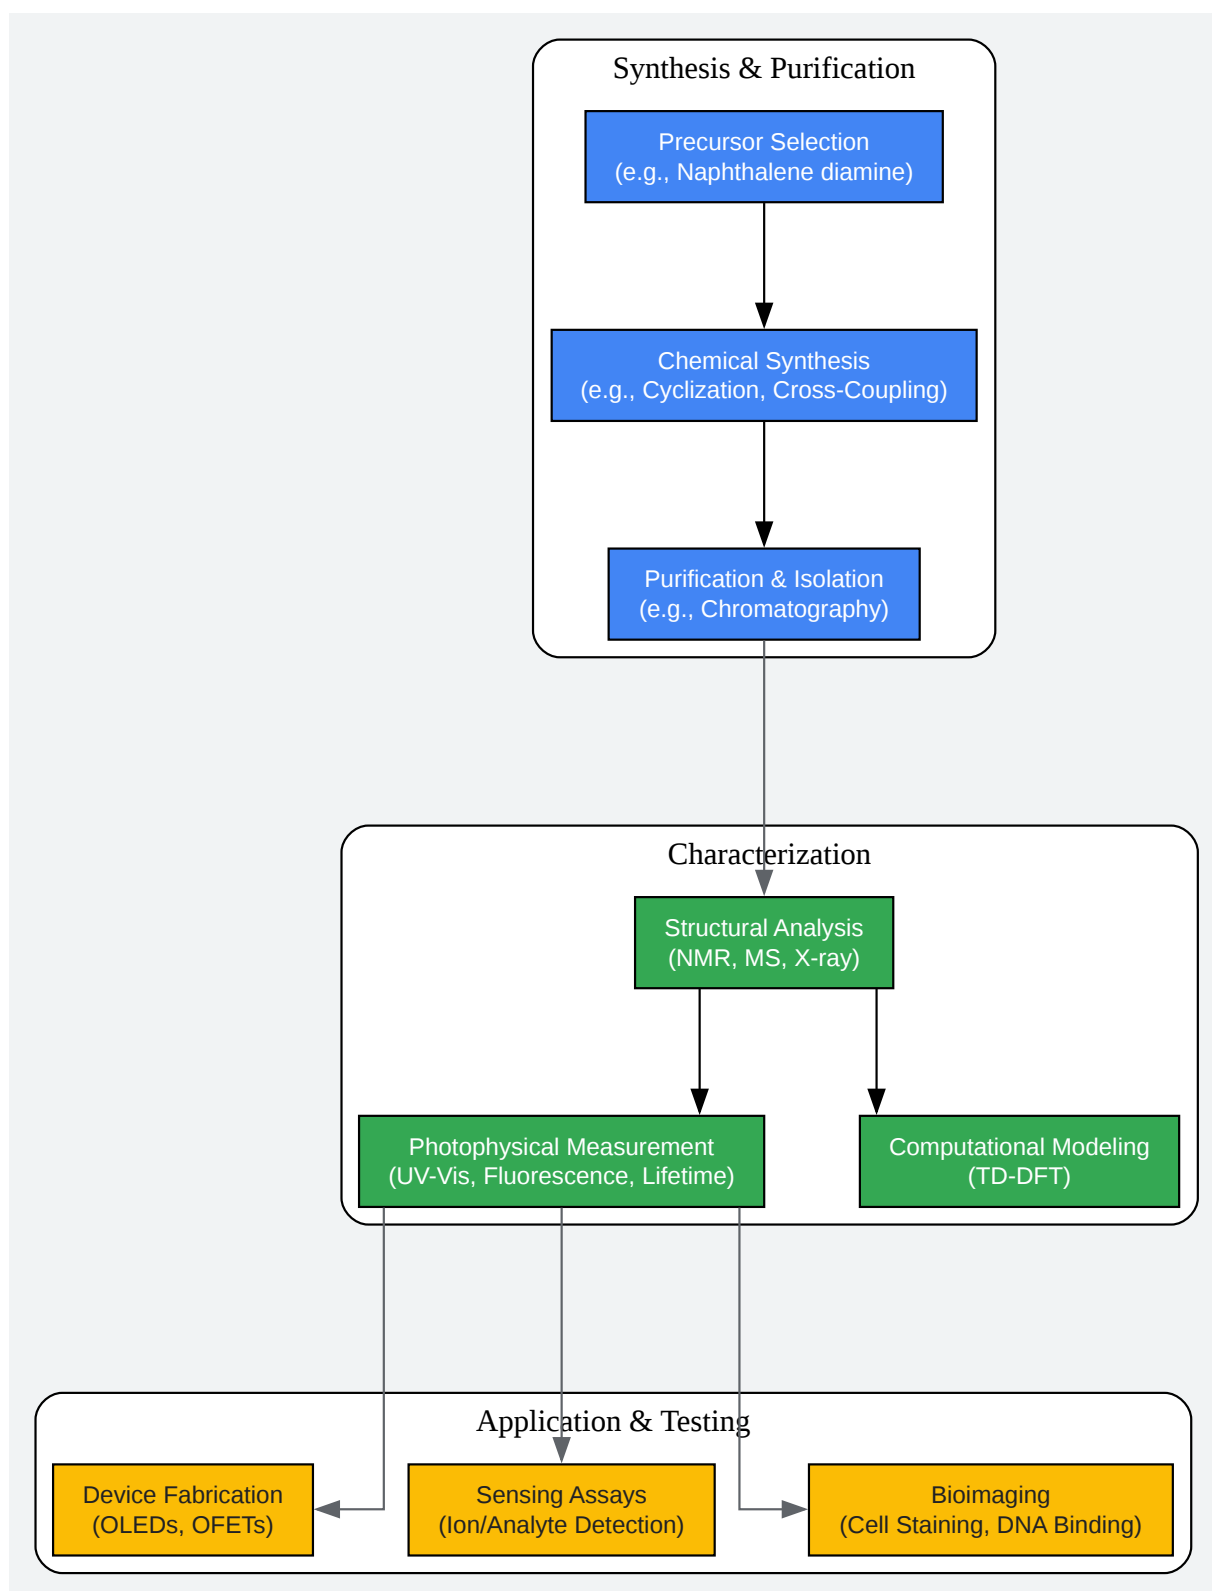 Synthesis & Purification
Precursor Selection
(e.g., Naphthalene diamine)
Chemical Synthesis
(e.g., Cyclization, Cross-Coupling)
Purification & Isolation
(e.g., Chromatography)
Characterization
Structural Analysis
(NMR, MS, X-ray)
Photophysical Measurement
(UV-Vis, Fluorescence, Lifetime)
Computational Modeling
(TD-DFT)
Application & Testing
Device Fabrication
(OLEDs, OFETs)
Sensing Assays
(Ion/Analyte Detection)
Bioimaging
(Cell Staining, DNA Binding)